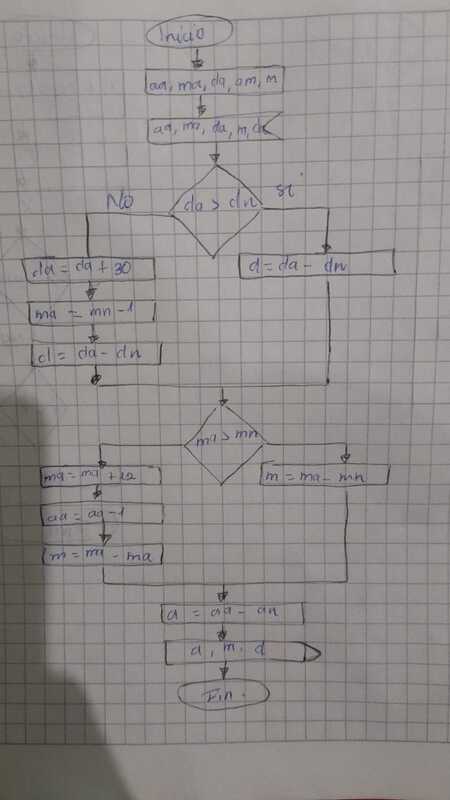 Inicio
aa, ma, da, am, m
aa, ma, da, m, d
No
da > dn
si
da = da + 30
d = da - dn
ma = mn - 1
d = da - dn
ma > mn
ma = ma + 12
m = ma - mn
aa = aa - 1
m = ma - ma
a = aa - an
a, m, d
Fin.